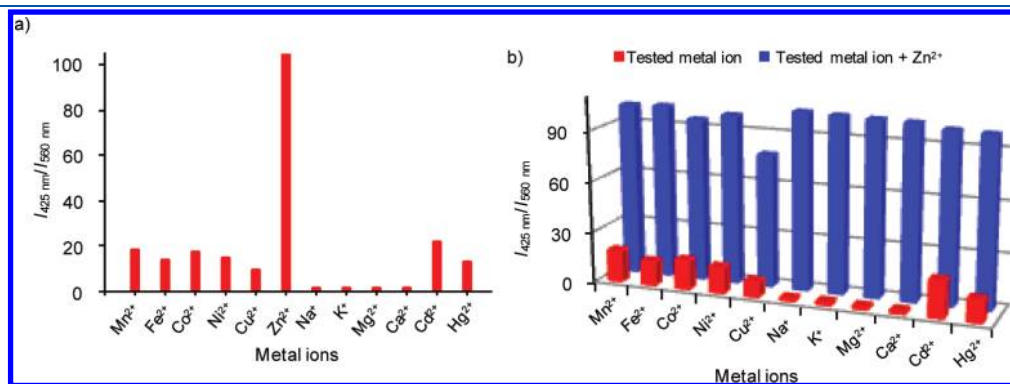 a)
100
80
60
40
20
0
I425 nm/I560 nm
Mn²⁺ Fe²⁺ Co²⁺ Ni²⁺ Cu²⁺ Zn²⁺ Na⁺ K⁺ Mg²⁺ Ca²⁺ Cd²⁺ Hg²⁺
Metal ions
b)
Tested metal ion Tested metal ion + Zn²⁺
90
60
30
0
I425 nm/I560 nm
Mn²⁺ Fe²⁺ Co²⁺ Ni²⁺ Cu²⁺ Na⁺ K⁺ Mg²⁺ Ca²⁺ Cd²⁺ Hg²⁺
Metal ions